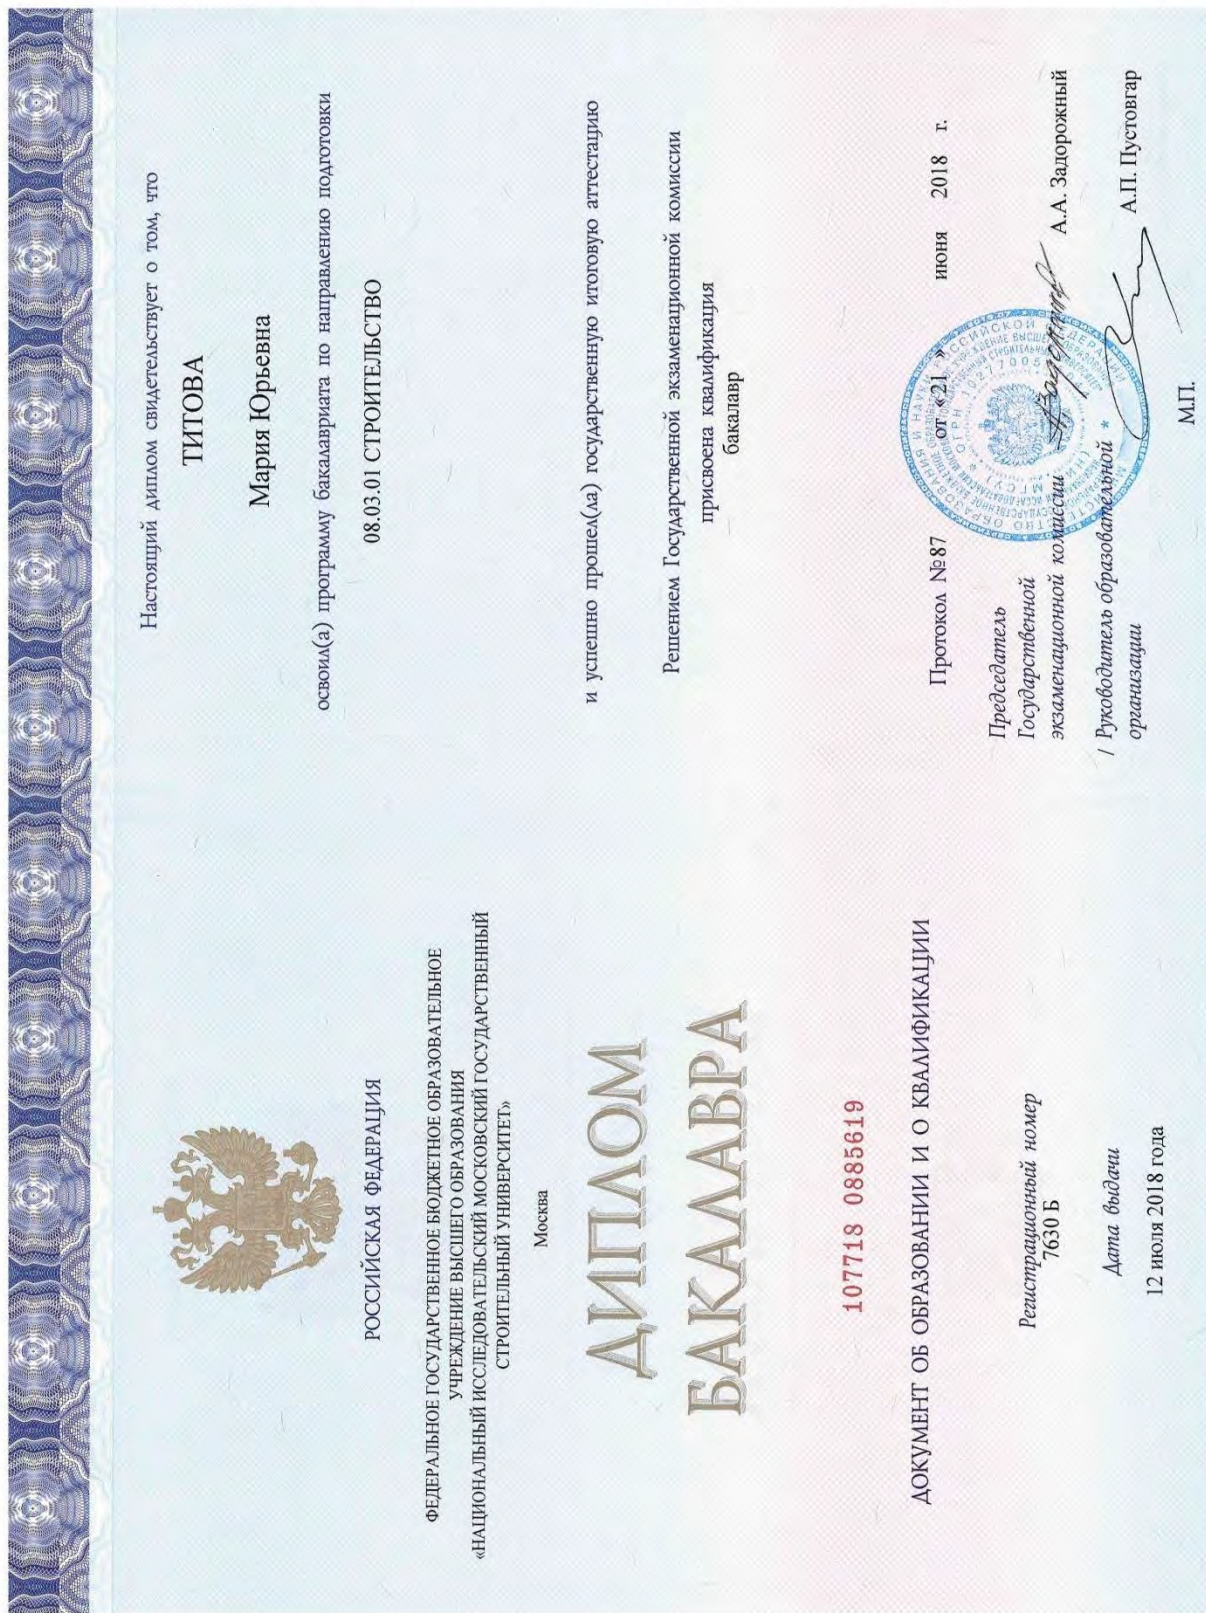 РОССИЙСКАЯ ФЕДЕРАЦИЯ
ФЕДЕРАЛЬНОЕ ГОСУДАРСТВЕННОЕ БЮДЖЕТНОЕ ОБРАЗОВАТЕЛЬНОЕ
УЧРЕЖДЕНИЕ ВЫСШЕГО ОБРАЗОВАНИЯ
«НАЦИОНАЛЬНЫЙ ИССЛЕДОВАТЕЛЬСКИЙ МОСКОВСКИЙ ГОСУДАРСТВЕННЫЙ
СТРОИТЕЛЬНЫЙ УНИВЕРСИТЕТ»
Москва
ДИПЛОМ
БАКАЛАВРА
107718 0885619
ДОКУМЕНТ ОБ ОБРАЗОВАНИИ И О КВАЛИФИКАЦИИ
Регистрационный номер
7630 Б
Дата выдачи
12 июля 2018 года
Настоящий диплом свидетельствует о том, что
ТИТОВА
Мария Юрьевна
освоил(а) программу бакалавриата по направлению подготовки
08.03.01 СТРОИТЕЛЬСТВО
и успешно прошел(ла) государственную итоговую аттестацию
Решением Государственной экзаменационной комиссии
присвоена квалификация
бакалавр
Протокол №87 от «21 » июня 2018 г.
Председатель
Государственной
экзаменационной комиссии А.А. Задорожный
/ Руководитель образовательной
организации А.П. Пустовгар
М.П.